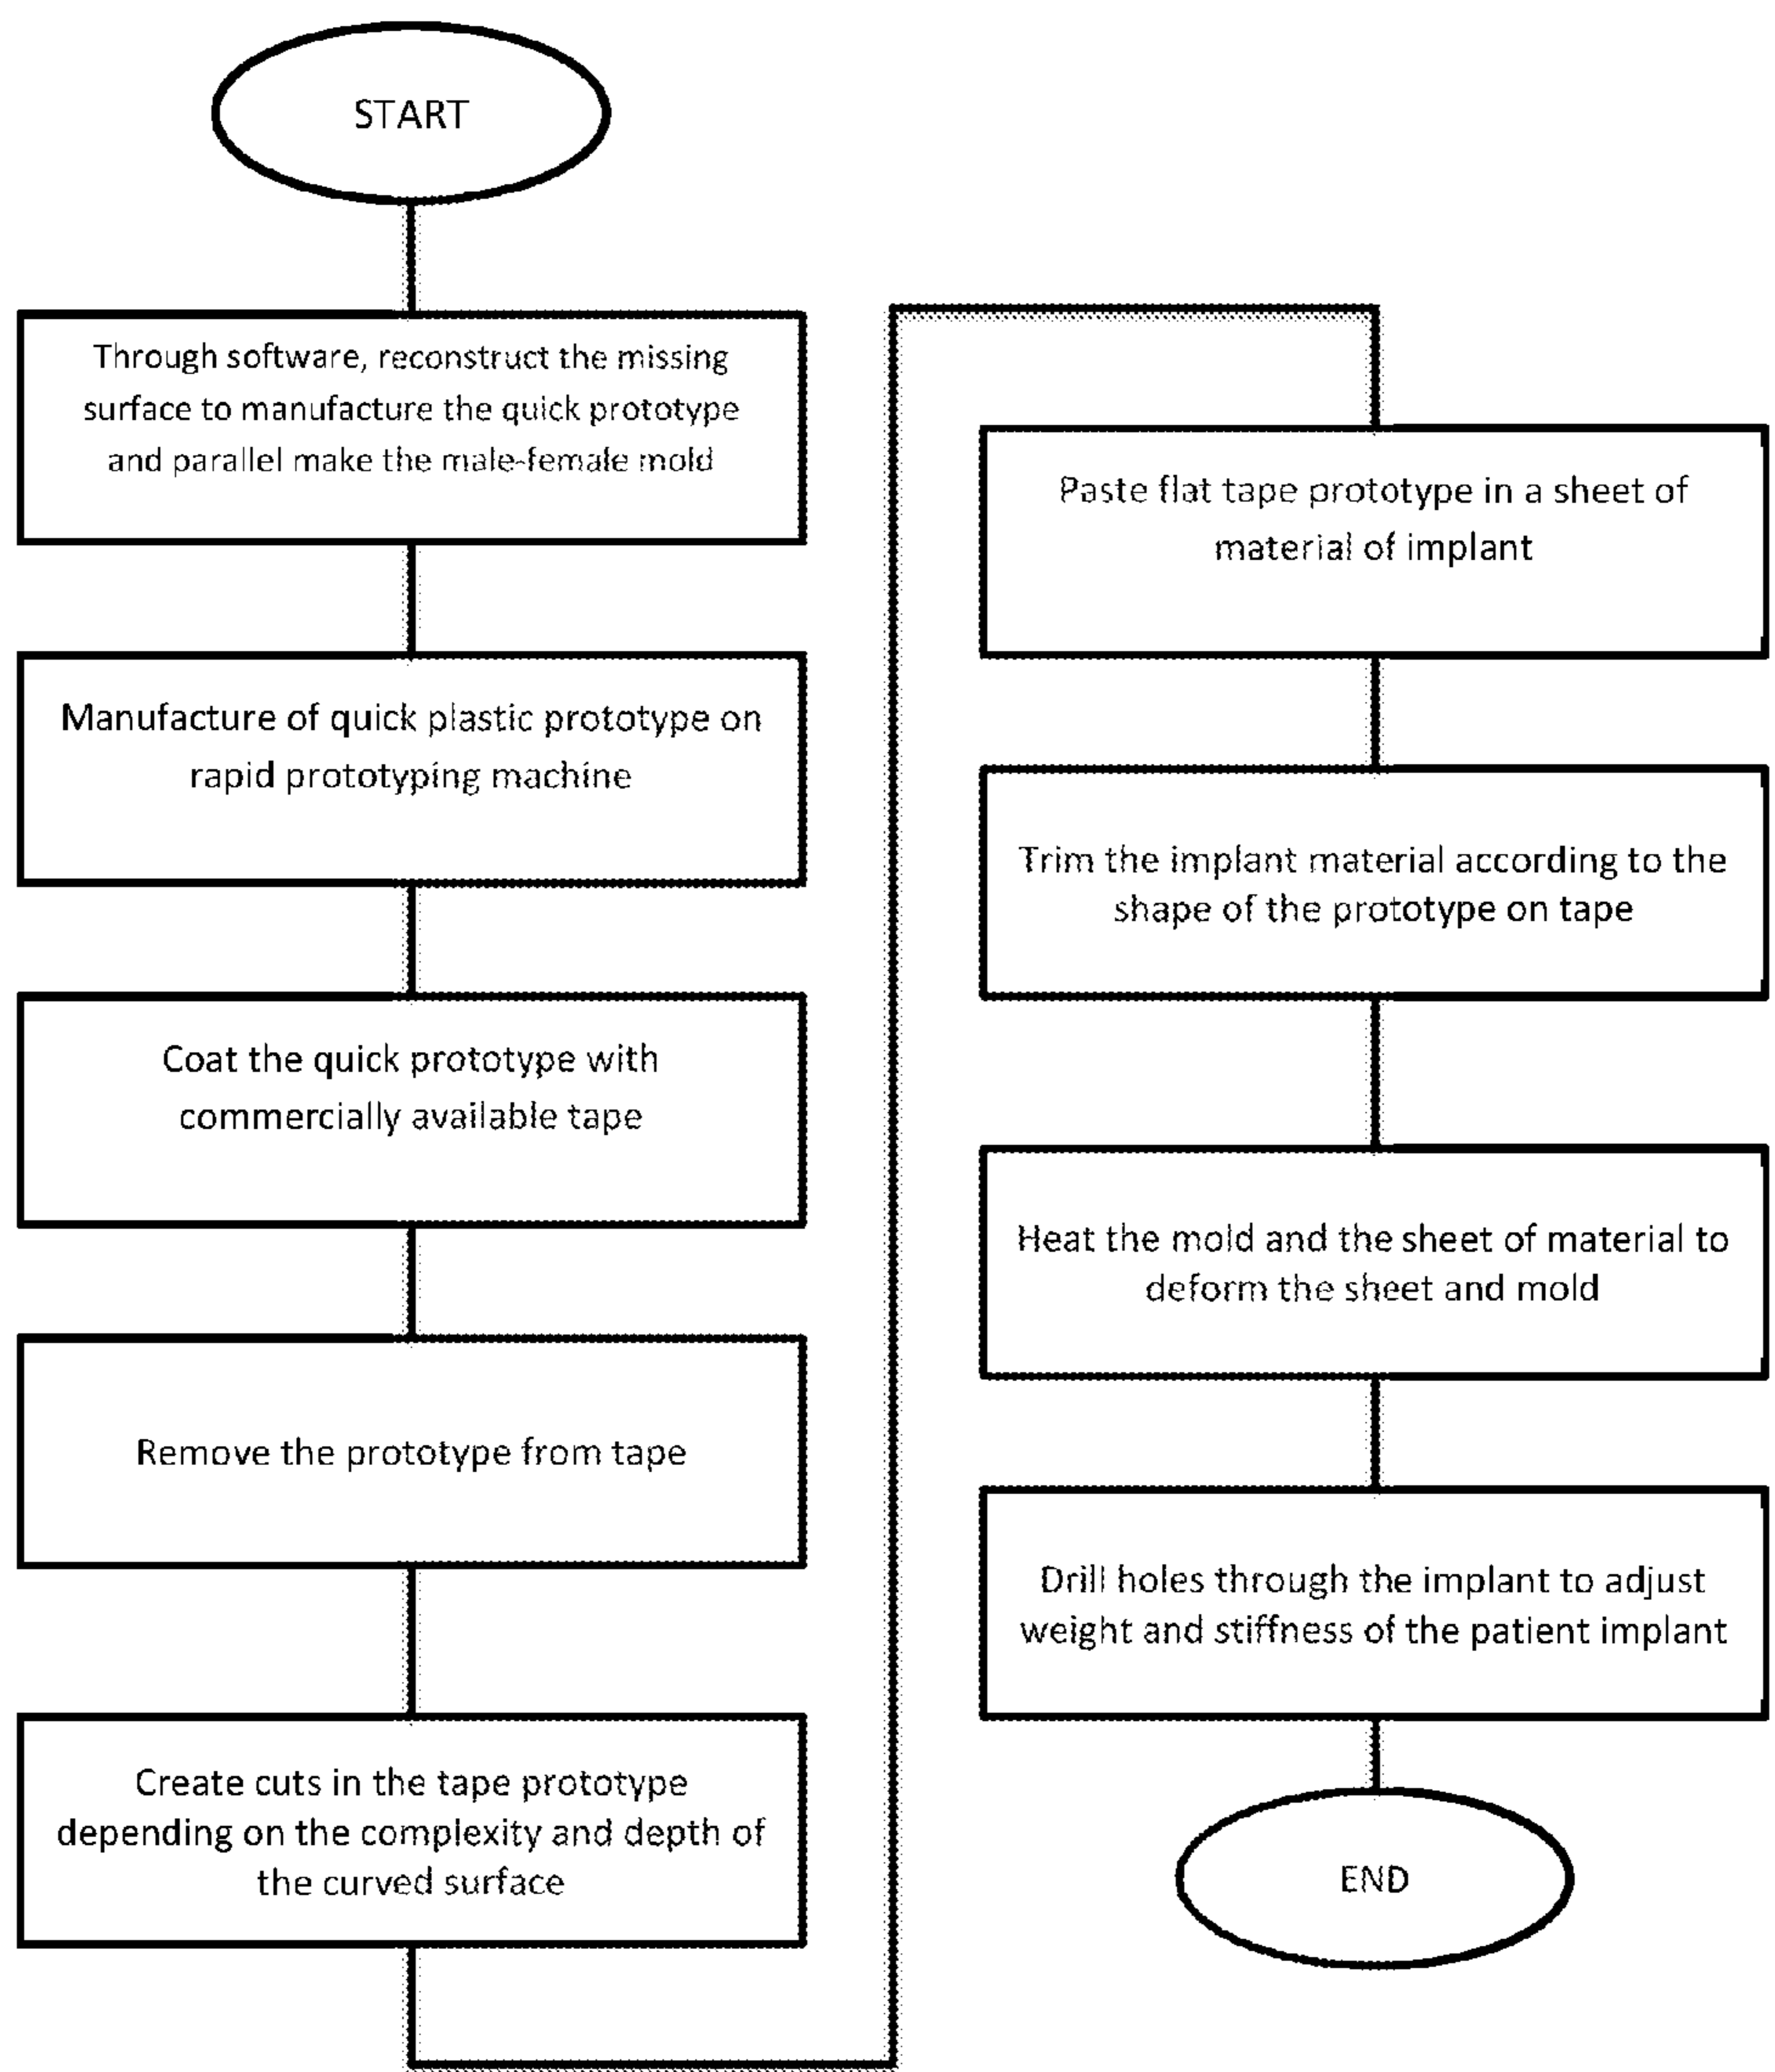 START
Through software, reconstruct the missing
surface to manufacture the quick prototype
and parallel make the male-female mold
Manufacture of quick plastic prototype on
rapid prototyping machine
Coat the quick prototype with
commercially available tape
Remove the prototype from tape
Create cuts in the tape prototype
depending on the complexity and depth of
the curved surface
Paste flat tape prototype in a sheet of
material of implant
Trim the implant material according to the
shape of the prototype on tape
Heat the mold and the sheet of material to
deform the sheet and mold
Drill holes through the implant to adjust
weight and stiffness of the patient implant
END